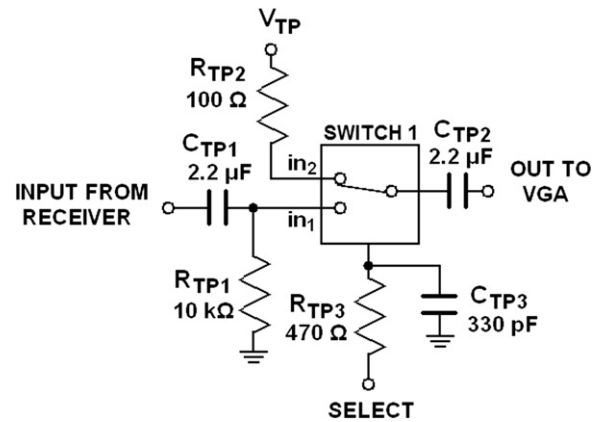 VTP
RTP2
100 Ω
SWITCH 1
CTP1
2.2 µF
CTP2
2.2 µF
in2
OUT TO
VGA
INPUT FROM
RECEIVER
in1
RTP1
10 kΩ
RTP3
470 Ω
CTP3
330 pF
SELECT